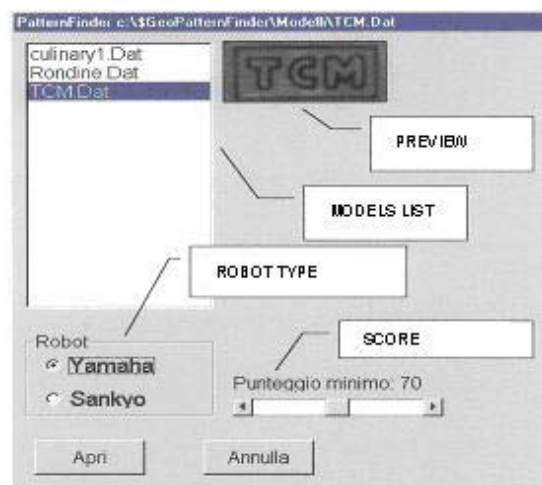 PatternFinder c:\$GeoPatternFinder\Modelli\TCM.Dat
culinary1.Dat
Rondine.Dat
TCM.Dat
TCM
PREVIEW
MODELS LIST
ROBOT TYPE
SCORE
Robot
Yamaha
Sankyo
Punteggio minimo: 70
Apri
Annulla